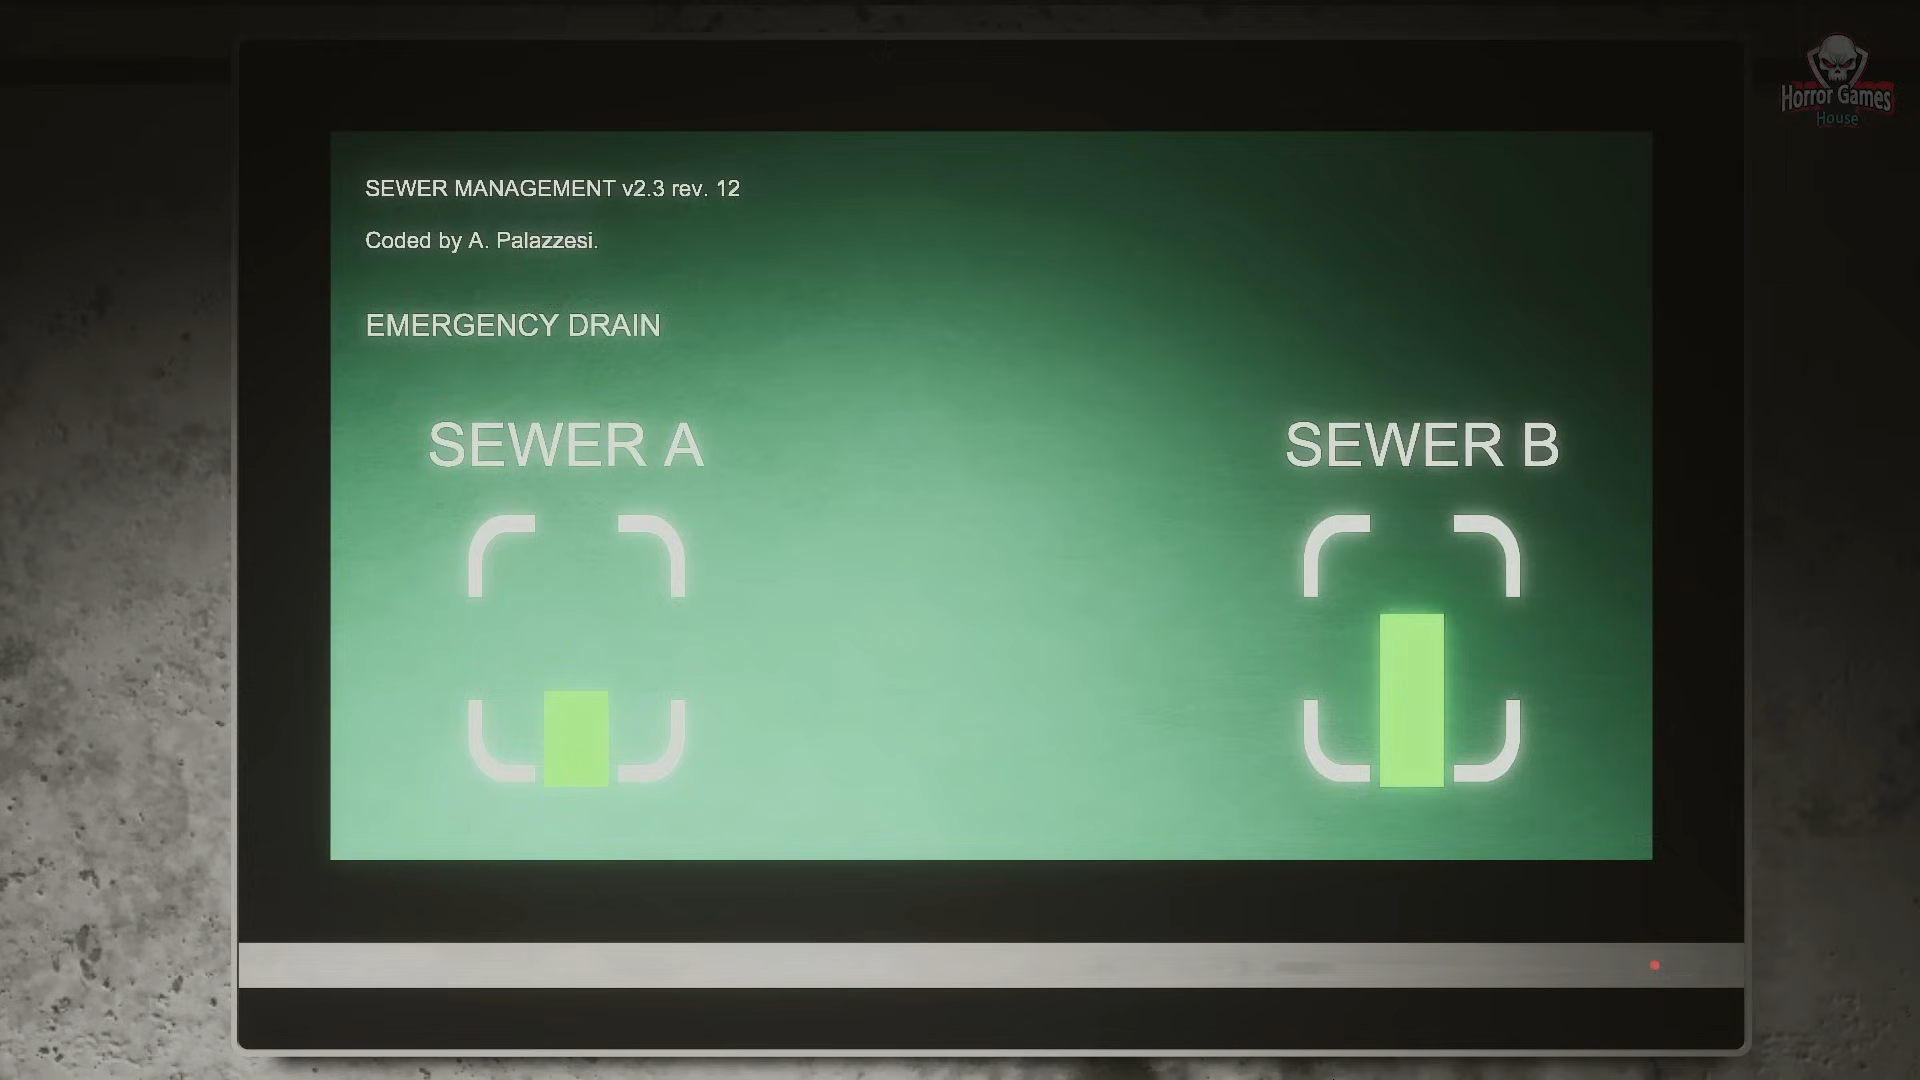 Horror Games
House
SEWER MANAGEMENT v2.3 rev. 12
Coded by A. Palazzesi.
EMERGENCY DRAIN
SEWER A
SEWER B